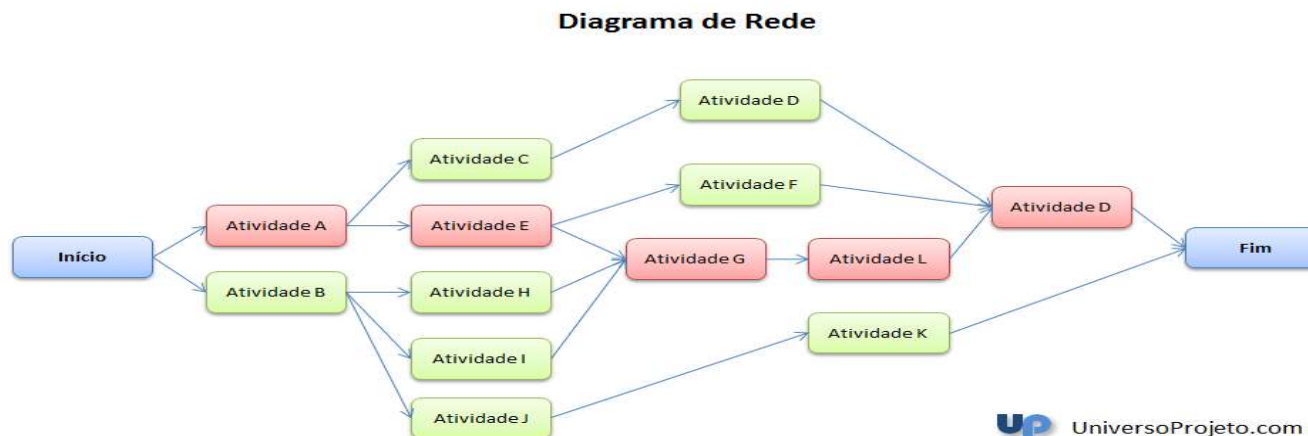 Diagrama de Rede
Atividade D
Atividade C
Atividade F
Atividade A
Atividade E
Atividade D
Início
Atividade G
Atividade L
Fim
Atividade B
Atividade H
Atividade K
Atividade I
Atividade J
UP UniversoProjeto.com